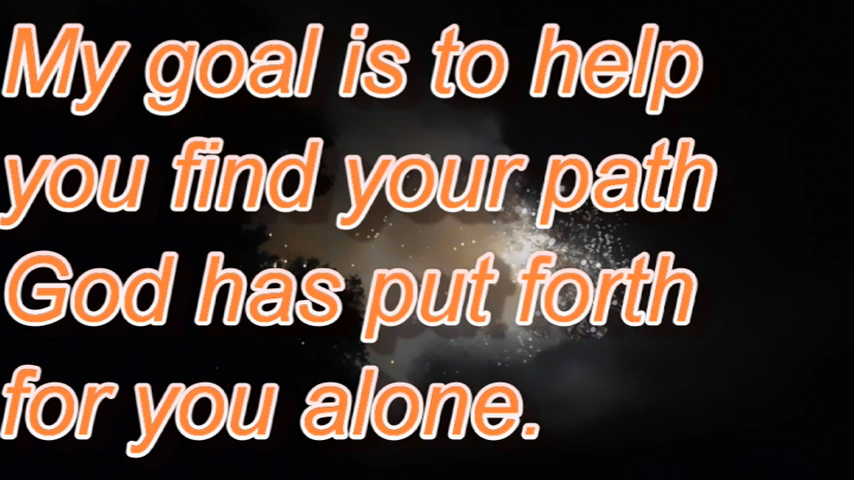 My goal is to help
you find your path
God has put forth
for you alone.